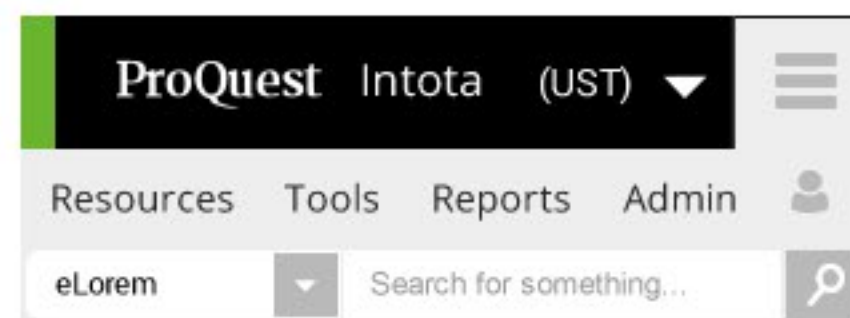 ProQuest Intota (UST)
Resources Tools Reports Admin
eLorem Search for something...